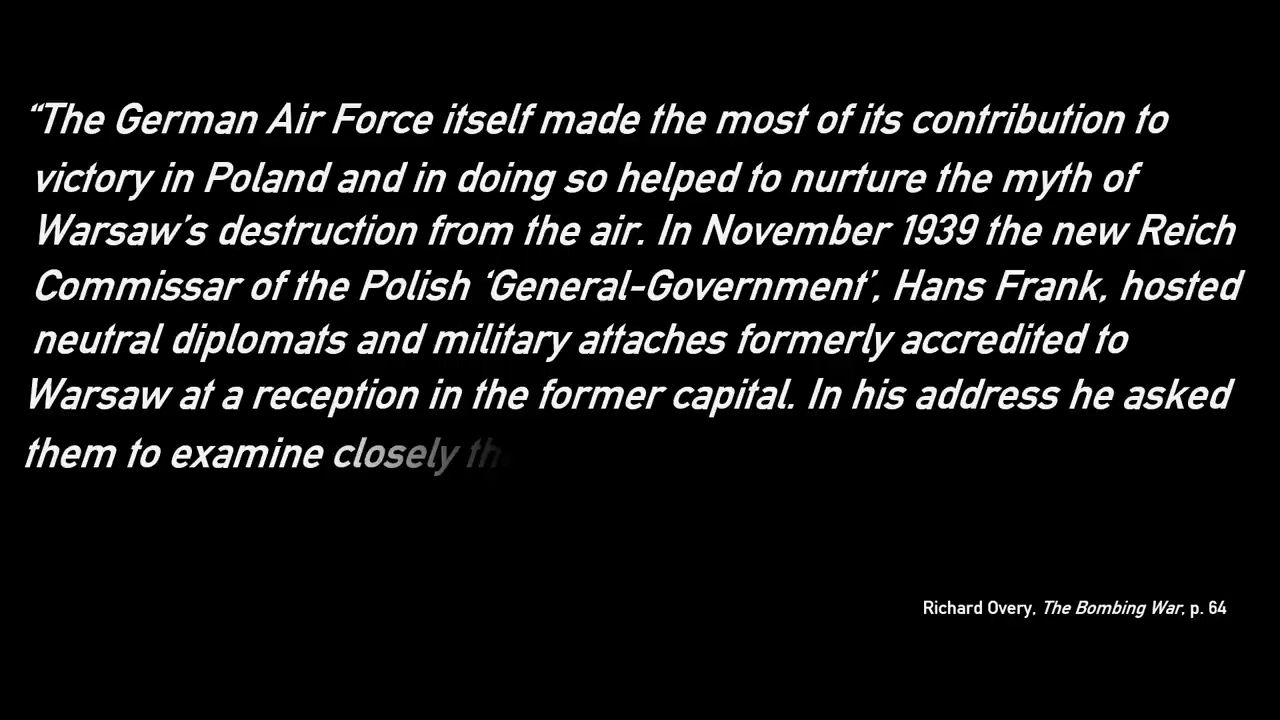 “The German Air Force itself made the most of its contribution to
victory in Poland and in doing so helped to nurture the myth of
Warsaw’s destruction from the air. In November 1939 the new Reich
Commissar of the Polish ‘General-Government’, Hans Frank, hosted
neutral diplomats and military attaches formerly accredited to
Warsaw at a reception in the former capital. In his address he asked
them to examine closely
Richard Overy, The Bombing War, p. 64